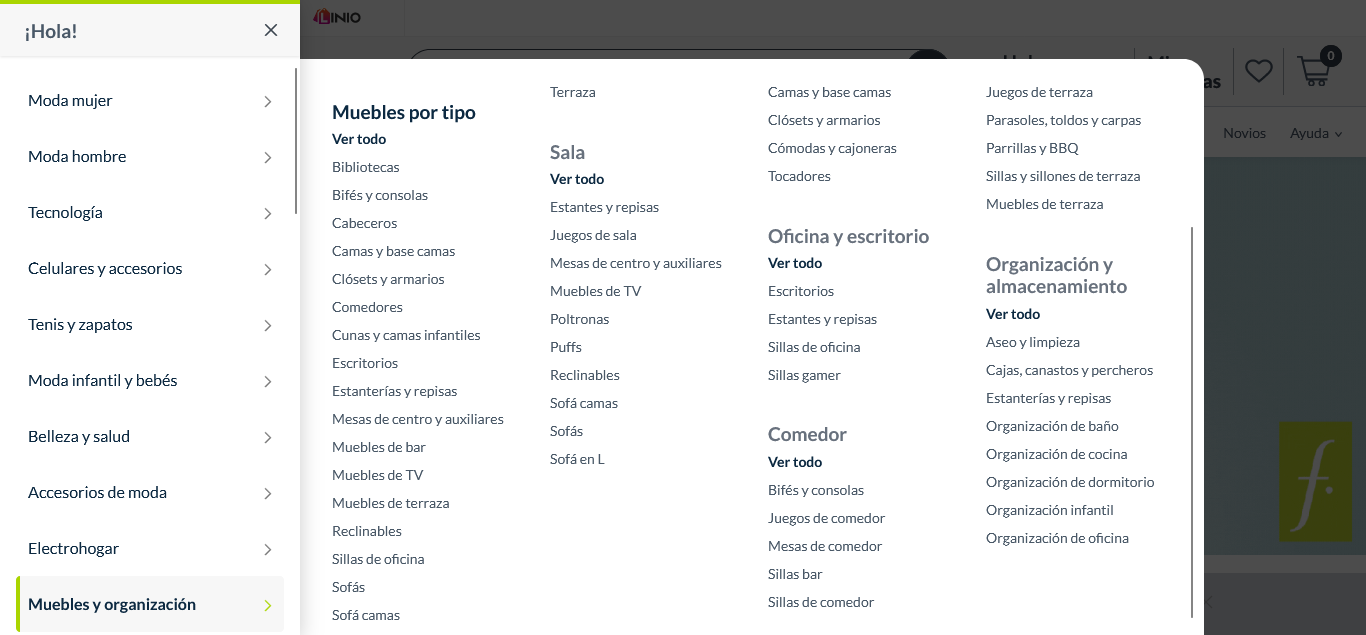 LINIO
¡Hola!
0
as
Novios
Ayuda
Moda mujer
Moda hombre
Tecnología
Celulares y accesorios
Tenis y zapatos
Moda infantil y bebés
Belleza y salud
Accesorios de moda
Electrohogar
Muebles y organización
Muebles por tipo
Ver todo
Bibliotecas
Bifés y consolas
Cabeceros
Camas y base camas
Clósets y armarios
Comedores
Cunas y camas infantiles
Escritorios
Estanterías y repisas
Mesas de centro y auxiliares
Muebles de bar
Muebles de TV
Muebles de terraza
Reclinables
Sillas de oficina
Sofás
Sofá camas
Terraza
Sala
Ver todo
Estantes y repisas
Juegos de sala
Mesas de centro y auxiliares
Muebles de TV
Poltronas
Puffs
Reclinables
Sofá camas
Sofás
Sofá en L
Camas y base camas
Clósets y armarios
Cómodas y cajoneras
Tocadores
Oficina y escritorio
Ver todo
Escritorios
Estantes y repisas
Sillas de oficina
Sillas gamer
Comedor
Ver todo
Bifés y consolas
Juegos de comedor
Mesas de comedor
Sillas bar
Sillas de comedor
Juegos de terraza
Parasoles, toldos y carpas
Parrillas y BBQ
Sillas y sillones de terraza
Muebles de terraza
Organización y
almacenamiento
Ver todo
Aseo y limpieza
Cajas, canastos y percheros
Estanterías y repisas
Organización de baño
Organización de cocina
Organización de dormitorio
Organización infantil
Organización de oficina
f.